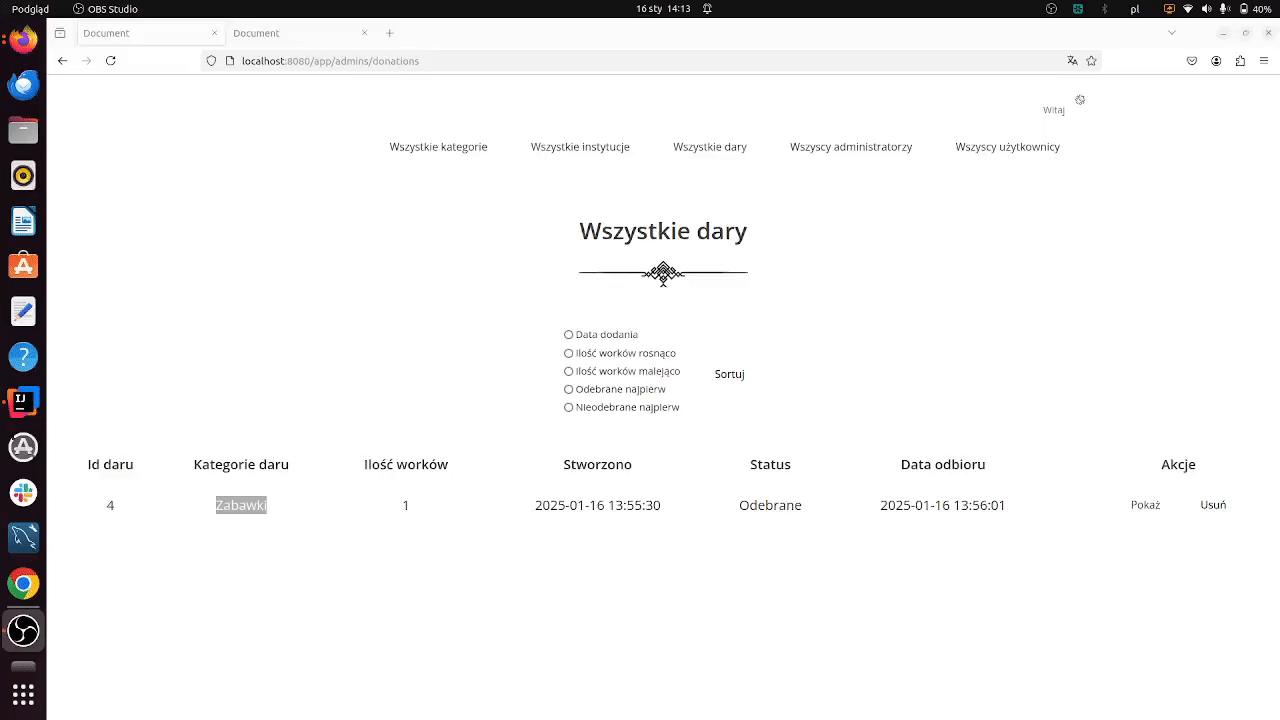 Podgląd OBS Studio 16 sty 14:13 pl 40%
Document Document
localhost:8080/app/admins/donations
Witaj
Wszystkie kategorie Wszystkie instytucje Wszystkie dary Wszyscy administratorzy Wszyscy użytkownicy
Wszystkie dary
Data dodania
Ilość worków rosnąco
Ilość worków malejąco
Sortuj
Odebrane najpierw
Nieodebrane najpierw
Id daru Kategorie daru Ilość worków Stworzono Status Data odbioru Akcje
4 Zabawki 1 2025-01-16 13:55:30 Odebrane 2025-01-16 13:56:01 Pokaż Usuń